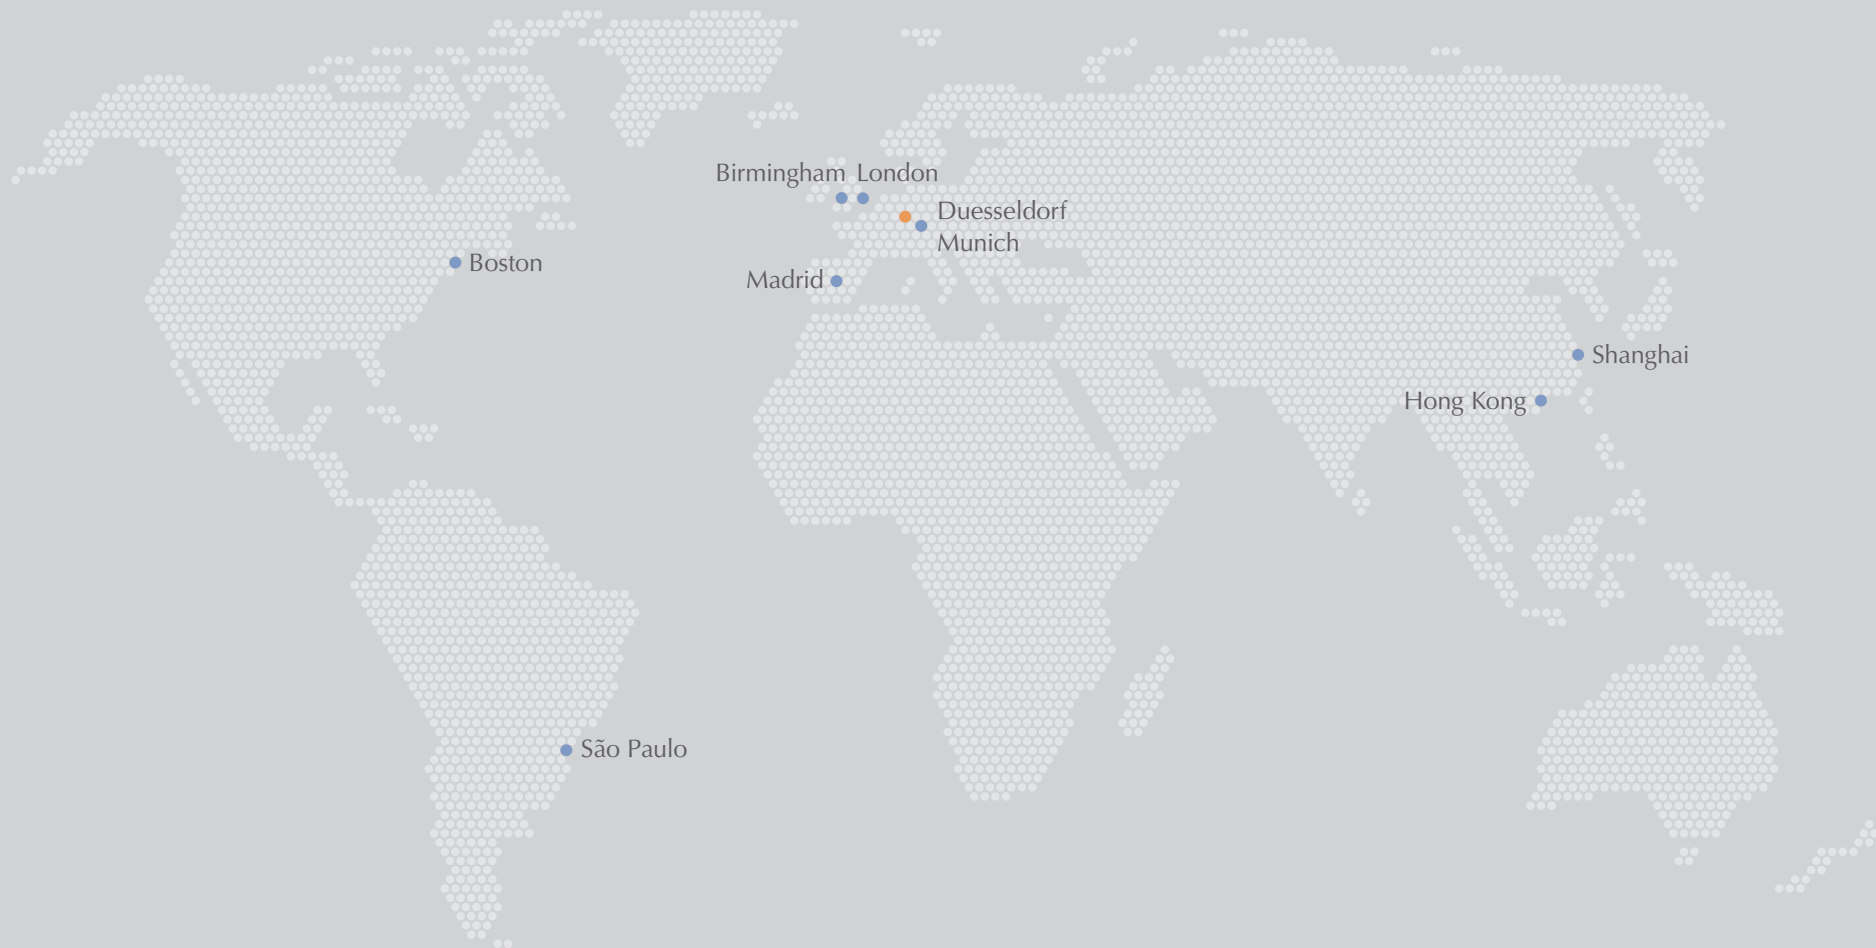 Birmingham London
Duesseldorf
Munich
Boston
Madrid
Shanghai
Hong Kong
São Paulo